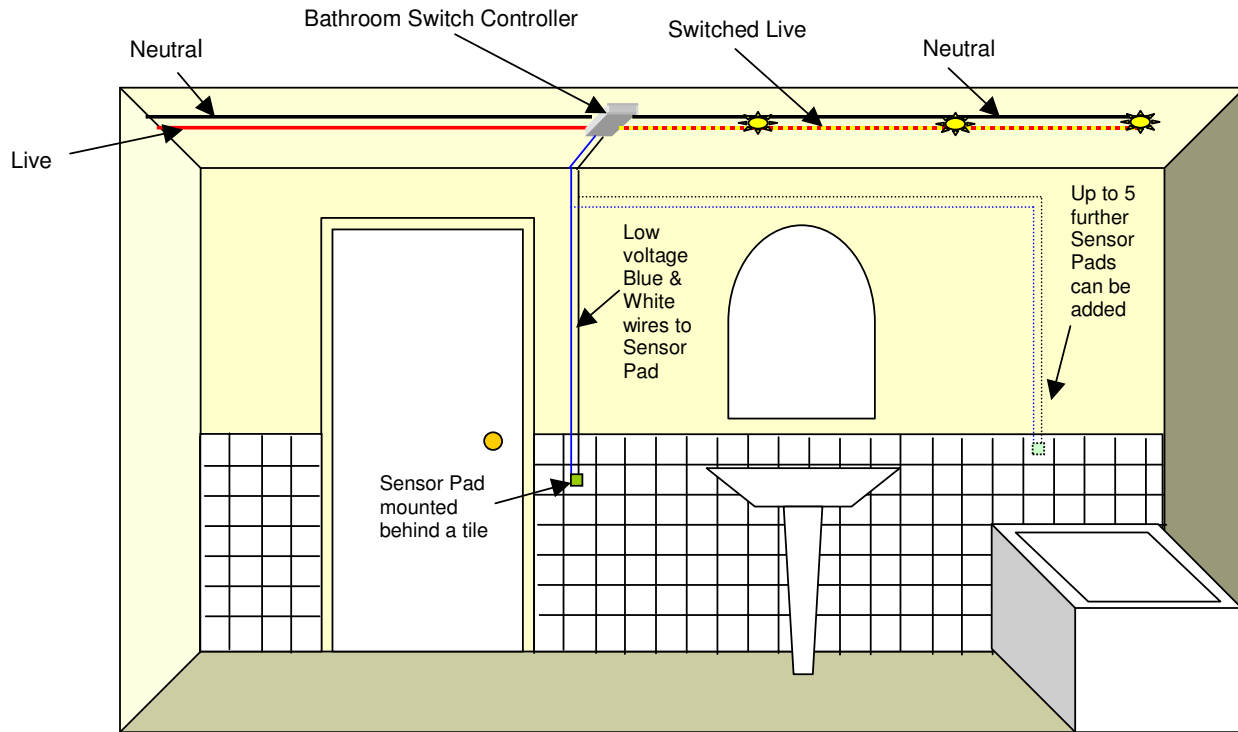 Bathroom Switch Controller
Neutral
Switched Live
Neutral
Live
Up to 5
further
Sensor
Pads
can be
added
Low
voltage
Blue &
White
wires to
Sensor
Pad
Sensor Pad
mounted
behind a tile